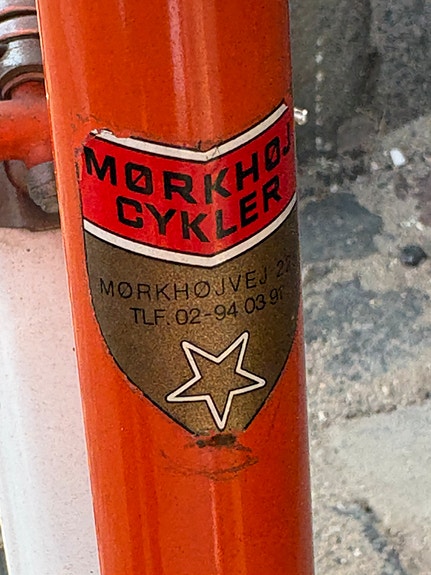 MØRKHØJ
CYKLER
MØRKHØJVEJ
TLF. 02-94 03 91